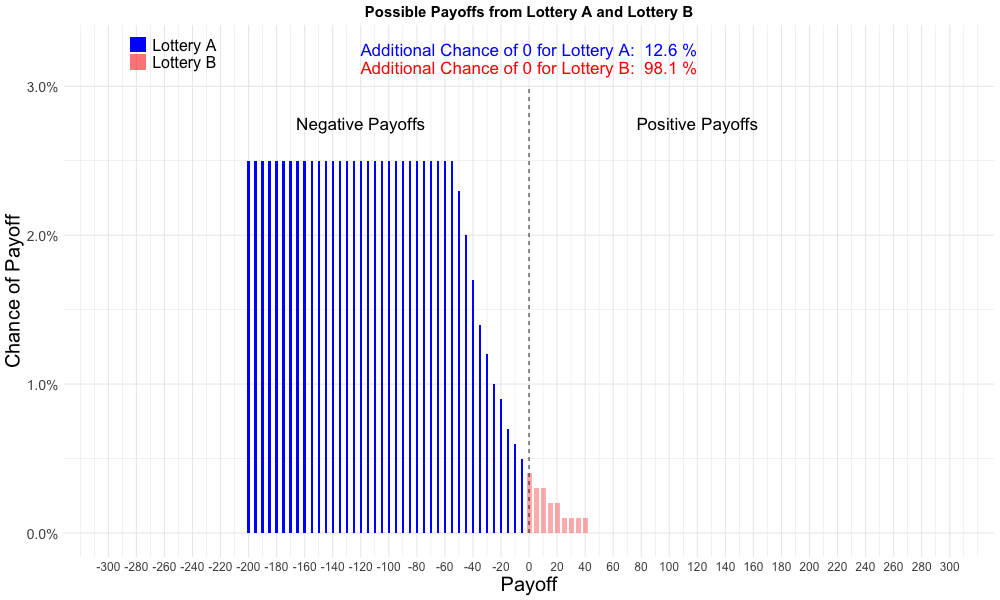 Possible Payoffs from Lottery A and Lottery B
Lottery A
Lottery B
Additional Chance of 0 for Lottery A: 12.6 %
Additional Chance of 0 for Lottery B: 98.1 %
Negative Payoffs
Positive Payoffs
Chance of Payoff
3.0%
2.0%
1.0%
0.0%
-300 -280 -260 -240 -220 -200 -180 -160 -140 -120 -100 -80 -60 -40 -20 0 20 40 60 80 100 120 140 160 180 200 220 240 260 280 300
Payoff